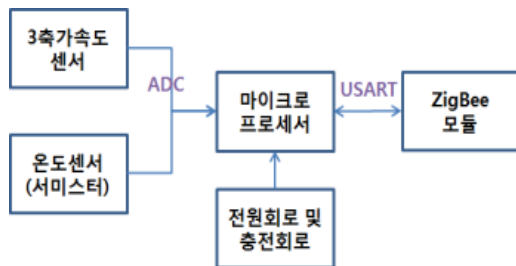 3축가속도
센서
ADC
온도센서
(서미스터)
마이크로
프로세서
USART
ZigBee
모듈
전원회로 및
충전회로